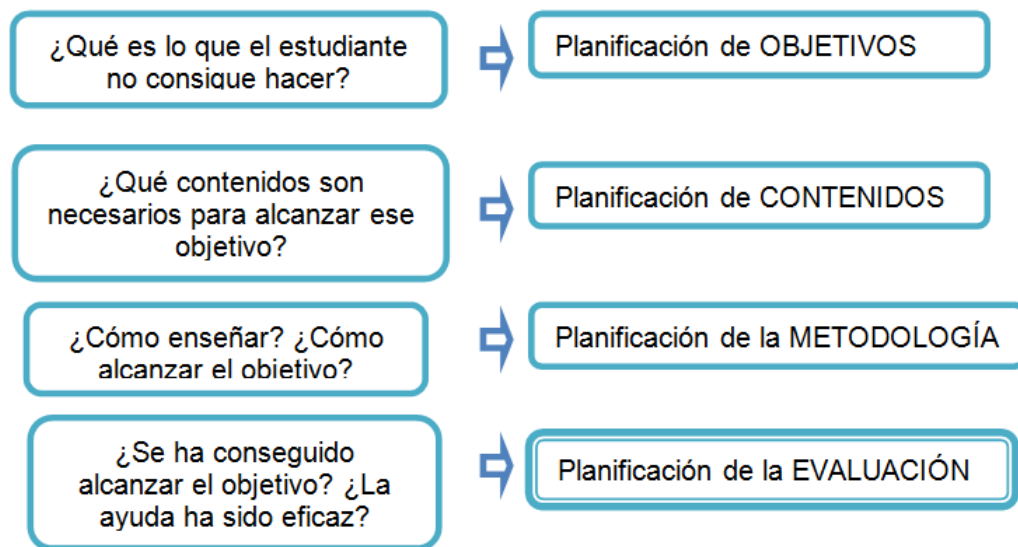 ¿Qué es lo que el estudiante
no consigue hacer?
Planificación de OBJETIVOS
¿Qué contenidos son
necesarios para alcanzar ese
objetivo?
Planificación de CONTENIDOS
¿Cómo enseñar? ¿Cómo
alcanzar el objetivo?
Planificación de la METODOLOGÍA
¿Se ha conseguido
alcanzar el objetivo? ¿La
ayuda ha sido eficaz?
Planificación de la EVALUACIÓN